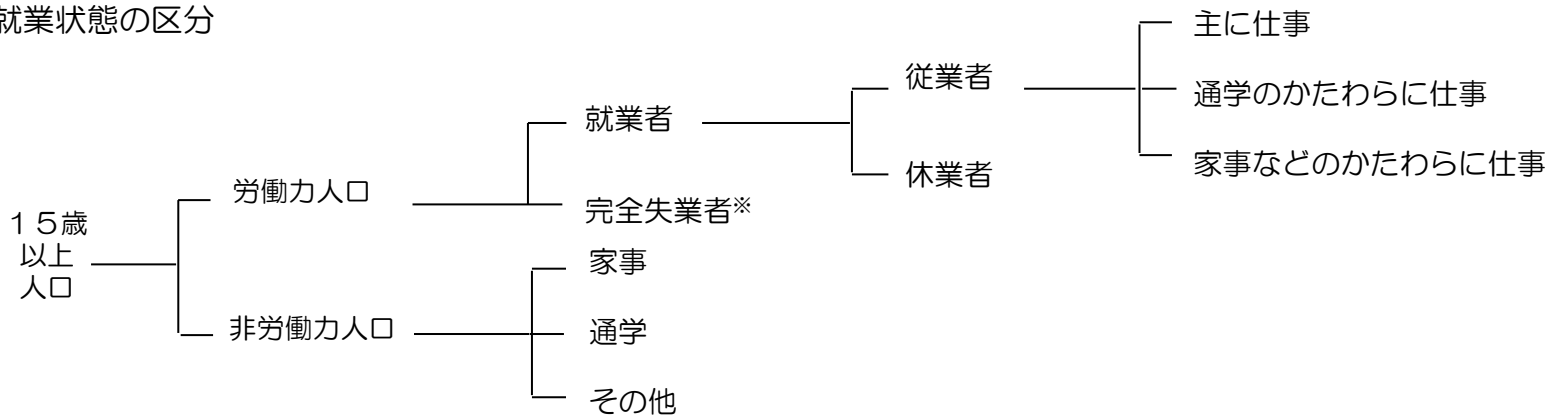 就業状態の区分
主に仕事
従業者
通学のかたわらに仕事
就業者
家事などのかたわらに仕事
休業者
労働力人口
完全失業者※
15歳
以上
人口
家事
非労働力人口
通学
その他